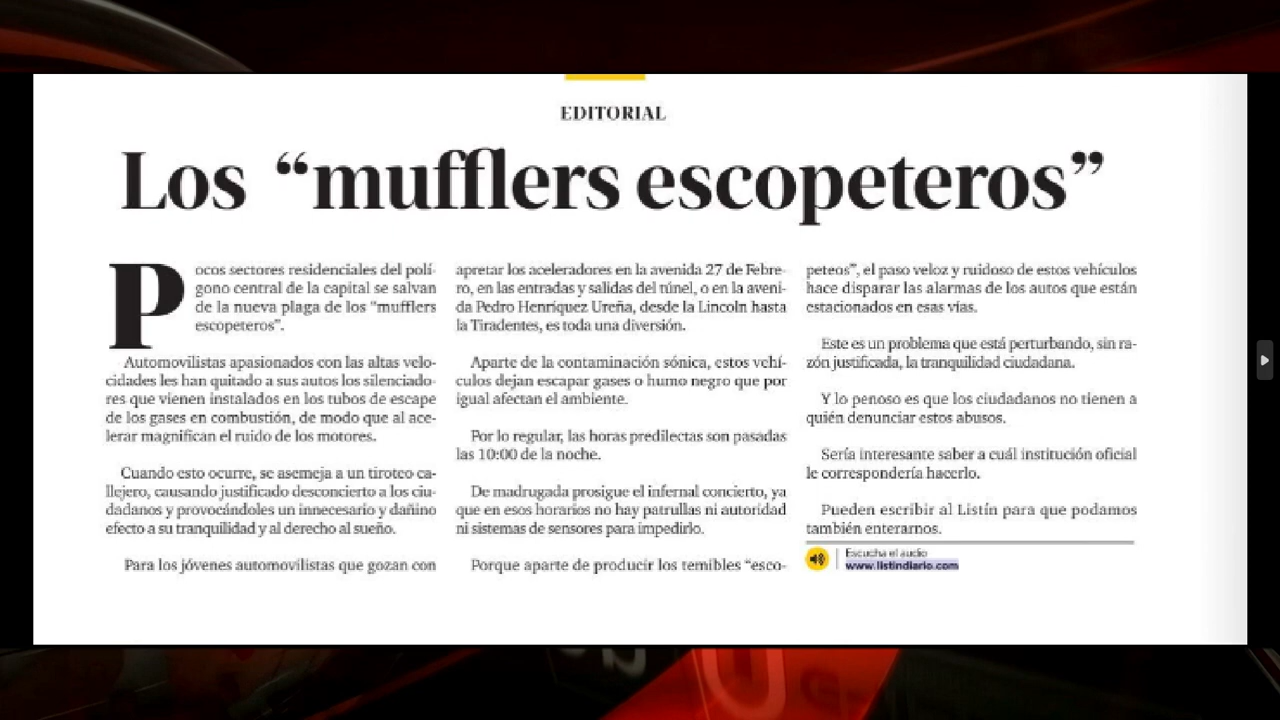 EDITORIAL
Los “mufflers escopeteros”
Pocos sectores residenciales del polí-
gono central de la capital se salvan
de la nueva plaga de los “mufflers
escopeteros”.
Automovilistas apasionados con las altas velo-
cidades les han quitado a sus autos los silenciado-
res que vienen instalados en los tubos de escape
de los gases en combustión, de modo que al ace-
lerar magnifican el ruido de los motores.
Cuando esto ocurre, se asemeja a un tiroteo ca-
llejero, causando justificado desconcierto a los ciu-
dadanos y provocándoles un innecesario y dañino
efecto a su tranquilidad y al derecho al sueño.
Para los jóvenes automovilistas que gozan con
apretar los aceleradores en la avenida 27 de Febre-
ro, en las entradas y salidas del túnel, o en la aveni-
da Pedro Henríquez Ureña, desde la Lincoln hasta
la Tiradentes, es toda una diversión.
Aparte de la contaminación sónica, estos vehí-
culos dejan escapar gases o humo negro que por
igual afectan el ambiente.
Por lo regular, las horas predilectas son pasadas
las 10:00 de la noche.
De madrugada prosigue el infernal concierto, ya
que en esos horarios no hay patrullas ni autoridad
ni sistemas de sensores para impedirlo.
Porque aparte de producir los temibles “esco-
peteos”, el paso veloz y ruidoso de estos vehículos
hace disparar las alarmas de los autos que están
estacionados en esas vías.
Este es un problema que está perturbando, sin ra-
zón justificada, la tranquilidad ciudadana.
Y lo penoso es que los ciudadanos no tienen a
quién denunciar estos abusos.
Sería interesante saber a cuál institución oficial
le correspondería hacerlo.
Pueden escribir al Listín para que podamos
también enterarnos.
Escucha el audio
www.listindiario.com